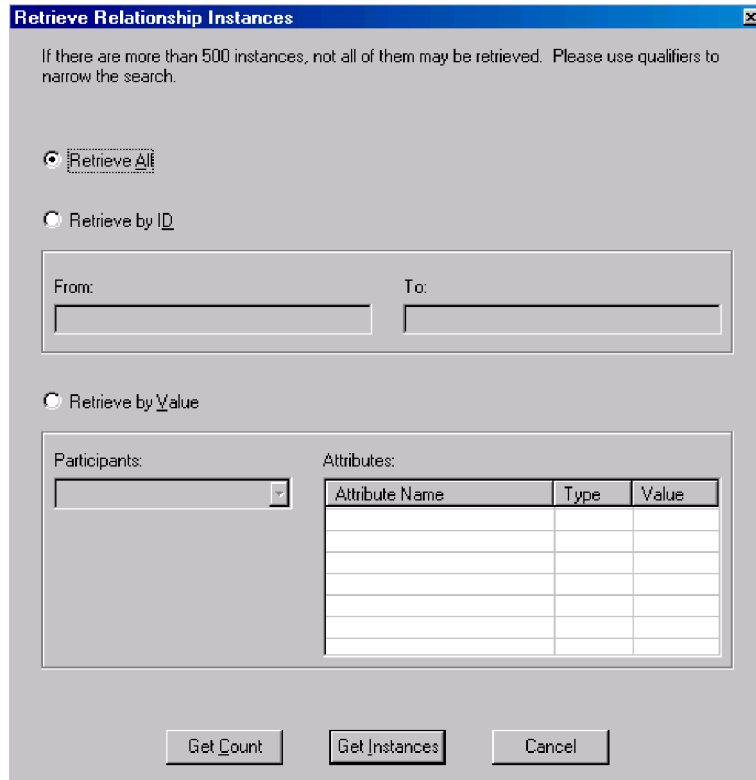 Retrieve Relationship Instances
If there are more than 500 instances, not all of them may be retrieved. Please use qualifiers to
narrow the search.
Retrieve All
Retrieve by ID
From: To:
Retrieve by Value
Participants: Attributes:
Attribute Name Type Value
Get Count Get Instances Cancel